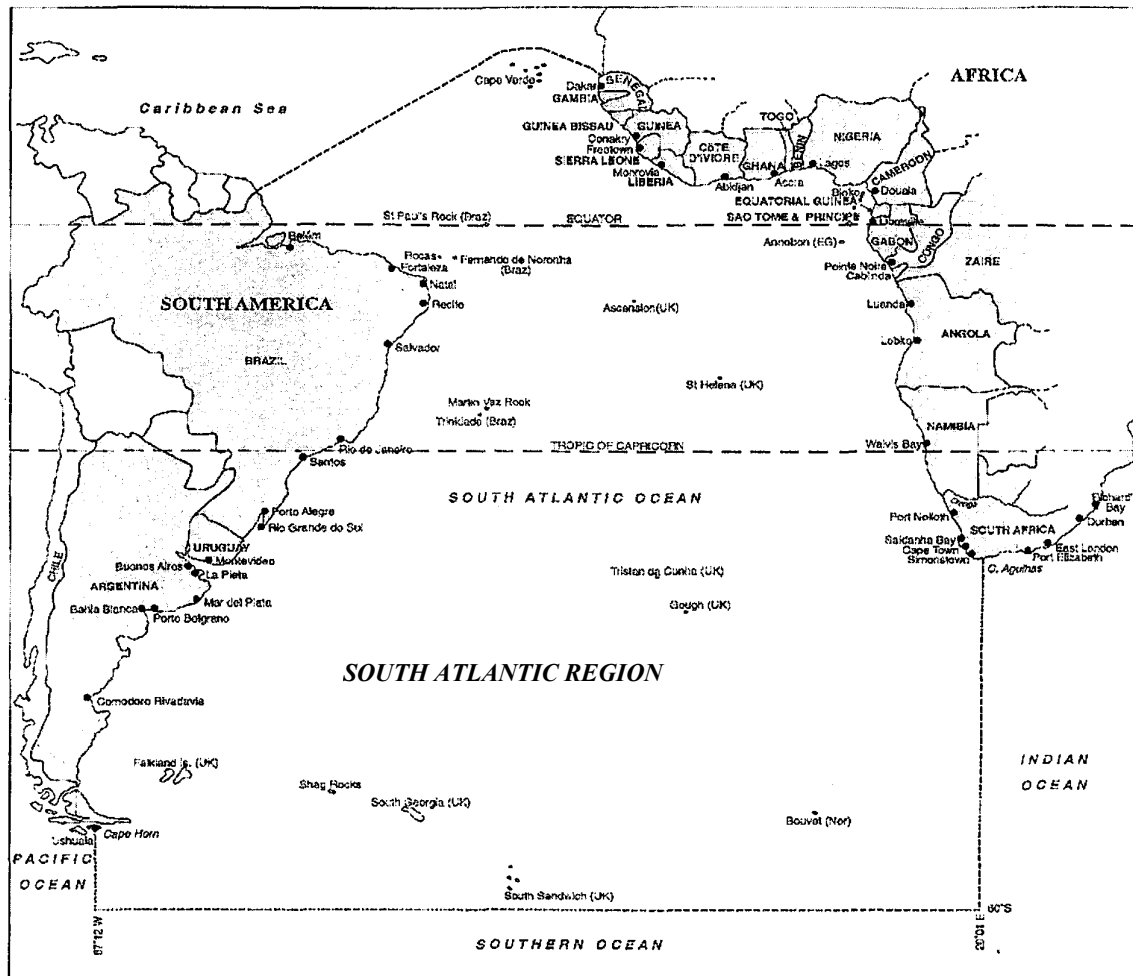 AFRICA
Caribbean Sea
Cape Verde
Dakar
SENEGAL
GAMBIA
GUINEA BISSAU
GUINEA
Conakry
Freetown
SIERRA LEONE
Monrovia
LIBERIA
CÔTE
D'IVIORE
Abidjan
GHANA
Accra
TOGO
BENIN
NIGERIA
Lagos
CAMEROON
Douala
Bioko
EQUATORIAL GUINEA
SAO TOME & PRINCIPE
Libreville
St Paul's Rock (Braz)
EQUATOR
Annobon (EG)
GABON
CONGO
ZAIRE
Pointe Noire
Cabinda
Belém
Rocas
Fernando de Noronha
(Braz)
Fortaleza
Natal
Recife
SOUTH AMERICA
Ascension (UK)
Luanda
ANGOLA
Lobito
BRAZIL
Salvador
St Helena (UK)
Martin Vaz Rock
Trinidade (Braz)
NAMIBIA
Rio de Janeiro
TROPIC OF CAPRICORN
Walvis Bay
Santos
SOUTH ATLANTIC OCEAN
Porto Alegre
Rio Grande do Sul
Orange
Port Nolloth
SOUTH AFRICA
Richard's
Bay
Durban
East London
Port Elizabeth
Saldanha Bay
Cape Town
Simonstown
C. Agulhas
URUGUAY
Montevideo
Buenos Aires
La Plata
CHILE
ARGENTINA
Mar del Plata
Bahia Blanca
Porto Belgrano
Tristan da Cunha (UK)
Gough (UK)
SOUTH ATLANTIC REGION
Comodoro Rivadavia
Falkland Is. (UK)
Shag Rocks
South Georgia (UK)
Bouvet (Nor)
INDIAN
OCEAN
Ushuaia
Cape Horn
PACIFIC
OCEAN
South Sandwich (UK)
60°S
67°12 W
20°01 E
SOUTHERN OCEAN